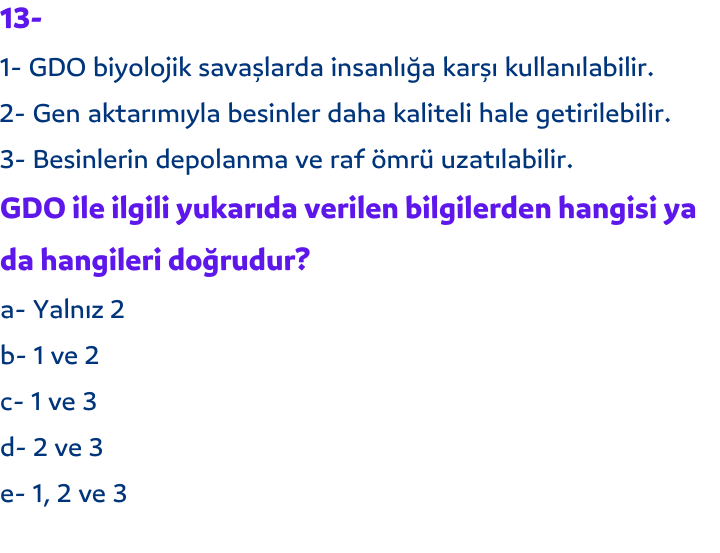 13-
1- GDO biyolojik savaşlarda insanlığa karşı kullanılabilir.
2- Gen aktarımıyla besinler daha kaliteli hale getirilebilir.
3- Besinlerin depolanma ve raf ömrü uzatılabilir.
GDO ile ilgili yukarıda verilen bilgilerden hangisi ya
da hangileri doğrudur?
a- Yalnız 2
b- 1 ve 2
c- 1 ve 3
d- 2 ve 3
e- 1, 2 ve 3